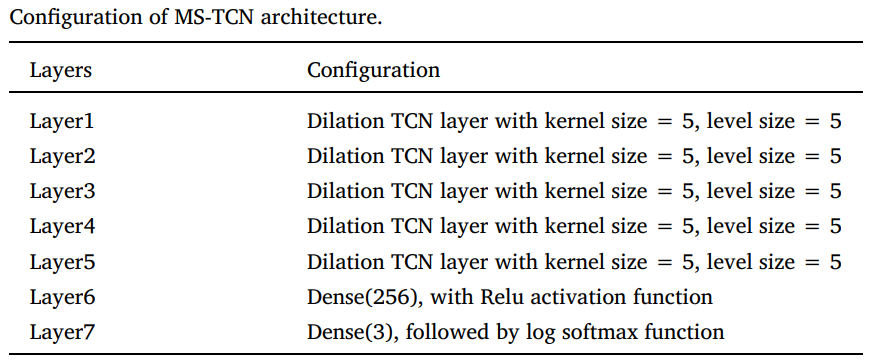 Configuration of MS-TCN architecture.
Layers Configuration
Layer1 Dilation TCN layer with kernel size = 5, level size = 5
Layer2 Dilation TCN layer with kernel size = 5, level size = 5
Layer3 Dilation TCN layer with kernel size = 5, level size = 5
Layer4 Dilation TCN layer with kernel size = 5, level size = 5
Layer5 Dilation TCN layer with kernel size = 5, level size = 5
Layer6 Dense(256), with Relu activation function
Layer7 Dense(3), followed by log softmax function